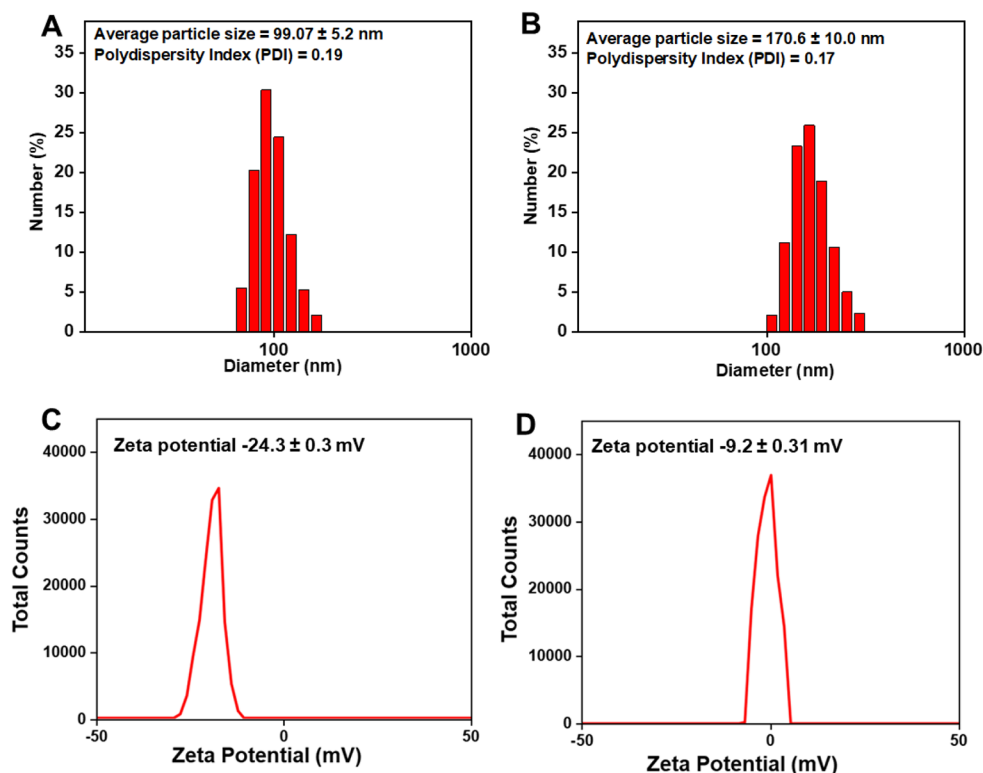 A
Average particle size = 99.07 ± 5.2 nm
Polydispersity Index (PDI) = 0.19
35
30
25
20
15
10
5
0
Number (%)
100
1000
Diameter (nm)
B
Average particle size = 170.6 ± 10.0 nm
Polydispersity Index (PDI) = 0.17
35
30
25
20
15
10
5
0
Number (%)
100
1000
Diameter (nm)
C
Zeta potential -24.3 ± 0.3 mV
40000
30000
20000
10000
0
Total Counts
-50
0
50
Zeta Potential (mV)
D
Zeta potential -9.2 ± 0.31 mV
40000
30000
20000
10000
0
Total Counts
-50
0
50
Zeta Potential (mV)